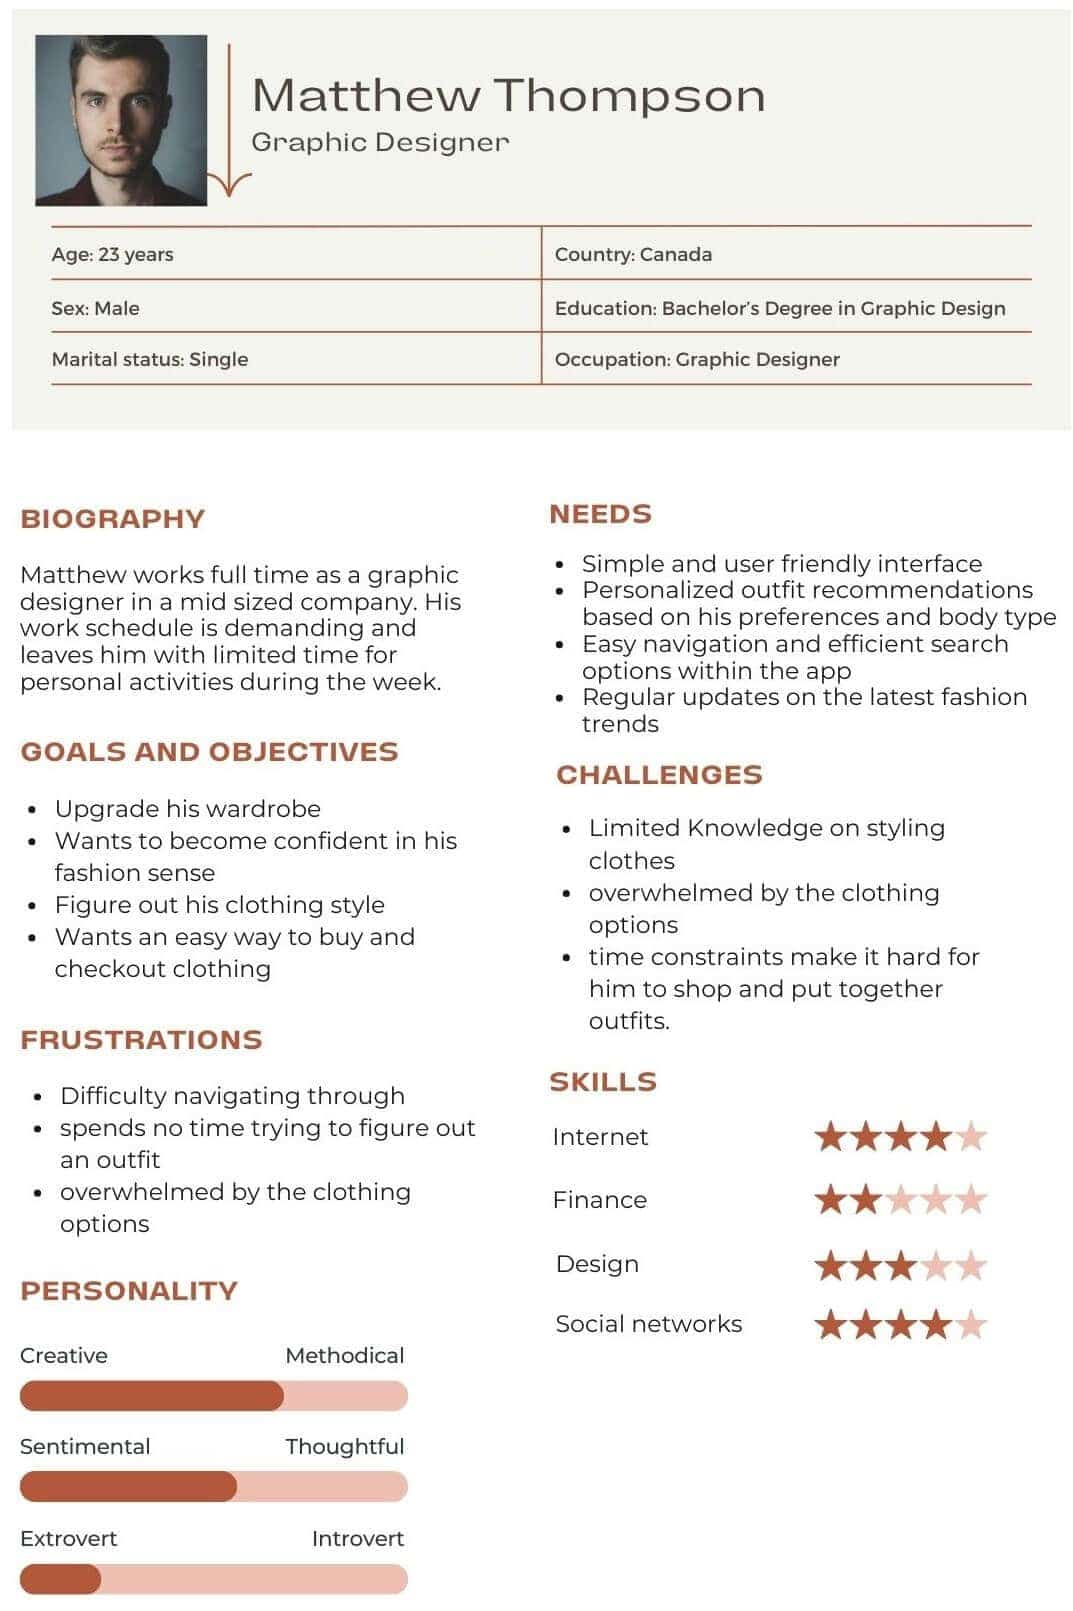 Matthew Thompson
Graphic Designer
Age: 23 years
Country: Canada
Sex: Male
Education: Bachelor's Degree in Graphic Design
Marital status: Single
Occupation: Graphic Designer
BIOGRAPHY
Matthew works full time as a graphic
designer in a mid sized company. His
work schedule is demanding and
leaves him with limited time for
personal activities during the week.
GOALS AND OBJECTIVES
• Upgrade his wardrobe
• Wants to become confident in his
fashion sense
• Figure out his clothing style
• Wants an easy way to buy and
checkout clothing
FRUSTRATIONS
• Difficulty navigating through
• spends no time trying to figure out
an outfit
• overwhelmed by the clothing
options
PERSONALITY
Creative Methodical
Sentimental Thoughtful
Extrovert Introvert
NEEDS
• Simple and user friendly interface
• Personalized outfit recommendations
based on his preferences and body type
• Easy navigation and efficient search
options within the app
• Regular updates on the latest fashion
trends
CHALLENGES
• Limited Knowledge on styling
clothes
• overwhelmed by the clothing
options
• time constraints make it hard for
him to shop and put together
outfits.
SKILLS
Internet
Finance
Design
Social networks